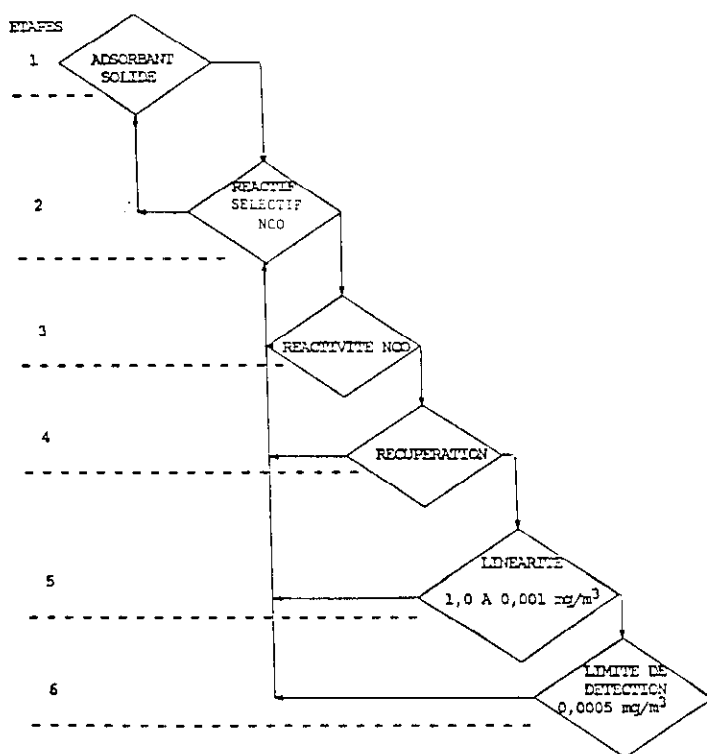 ETAPES
1
ADSORBANT
SOLIDE
2
REACTIF
SELECTIF
NCO
3
REACTIVITE NCO
4
RECUPERATION
5
LINEARITE
1,0 A 0,001 mg/m³
6
LIMITE DE
DETECTION
0,0005 mg/m³